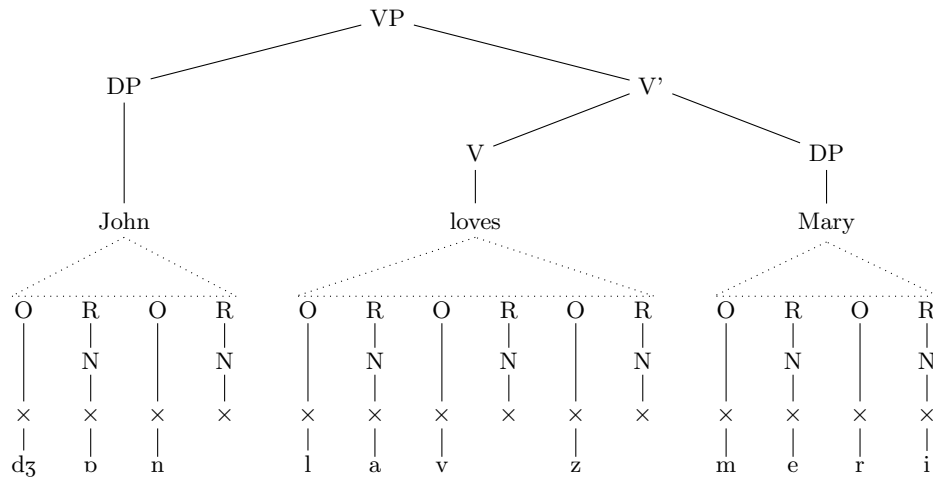 VP
DP V'
V DP
John loves Mary
O R O R O R O R O R O R O R
N N N N N N N
× × × × × × × × × × × × × ×
dʒ ɒ n l a v z m e r i